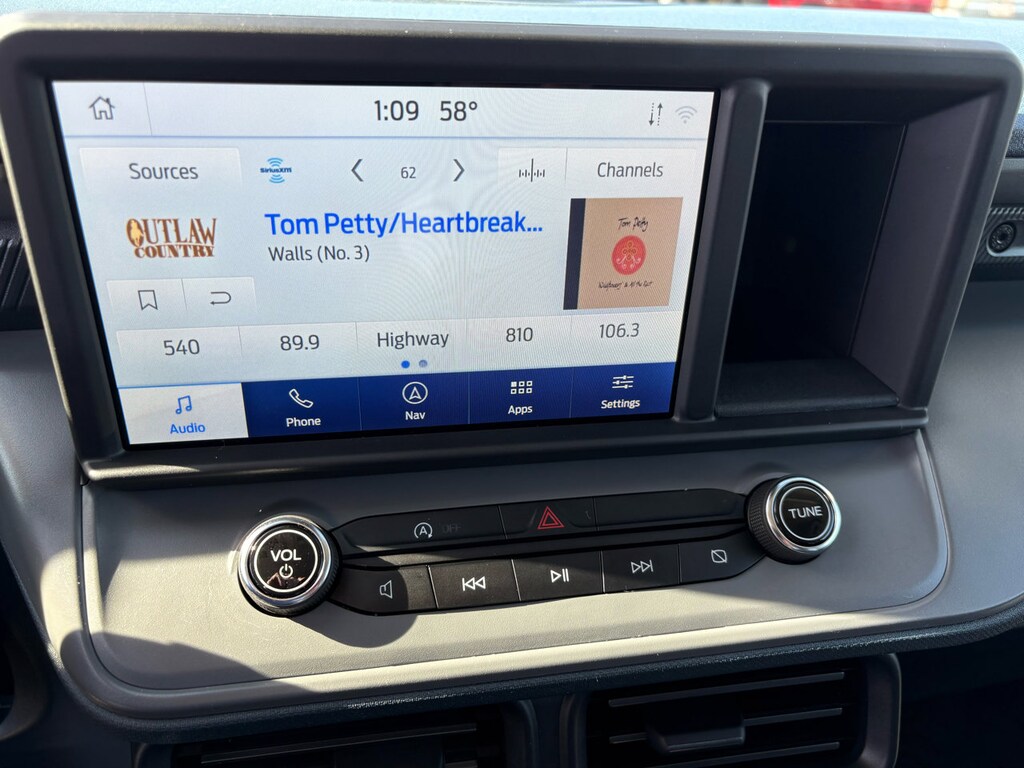 1:09 58°
Sources
SiriusXM
62
Channels
OUTLAW
COUNTRY
Tom Petty/Heartbreak...
Walls (No. 3)
Tom Petty
540
89.9
Highway
810
106.3
Audio
Phone
Nav
Apps
Settings
A OFF
VOL
TUNE